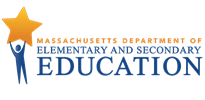 MASSACHUSETTS DEPARTMENT OF
ELEMENTARY AND SECONDARY
EDUCATION